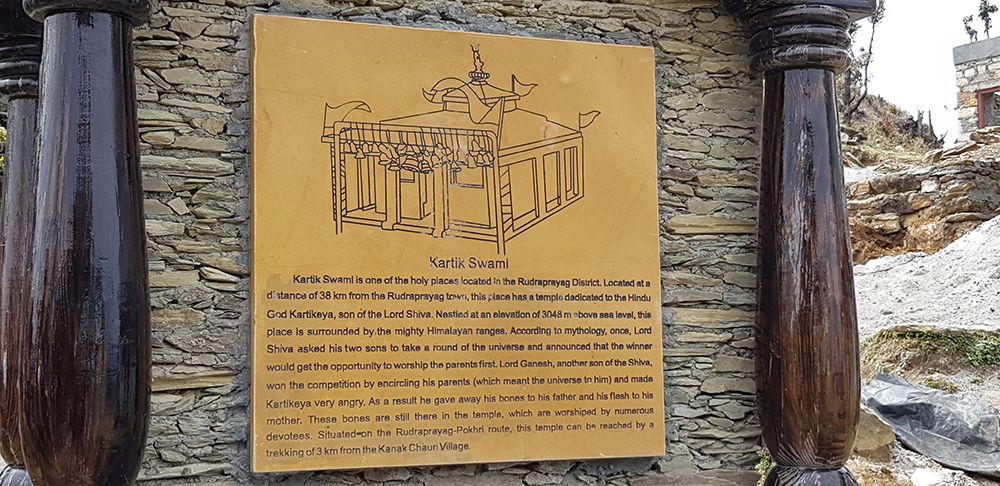 Kartik Swami
Kartik Swami is one of the holy places located in the Rudraprayag District. Located at a
distance of 38 km from the Rudraprayag town, this place has a temple dadicated to the Hindu
God Kartikeya, son of the Lord Shiva. Nestled at an elevation of 3048 m above sea level, this
place is surrounded by the mighty Himalayan ranges. According to mythology, once, Lord
Shiva asked his two sons to take a round of the universe and announced that the winner
would get the opportunity to worship the parents first. Lord Ganesh, another son of the Shiva,
won the competition by encircling his parents (which meant the universe to him) and made
Kartikeya very angry. As a result he gave away his bones to his father and his flesh to his
mother. These bones are still there in the temple, which are worshiped by numerous
devotees. Situated on the Rudraprayag-Pokhri route, this temple can be reached by a
trekking of 3 km from the Kanak Chauri Village.